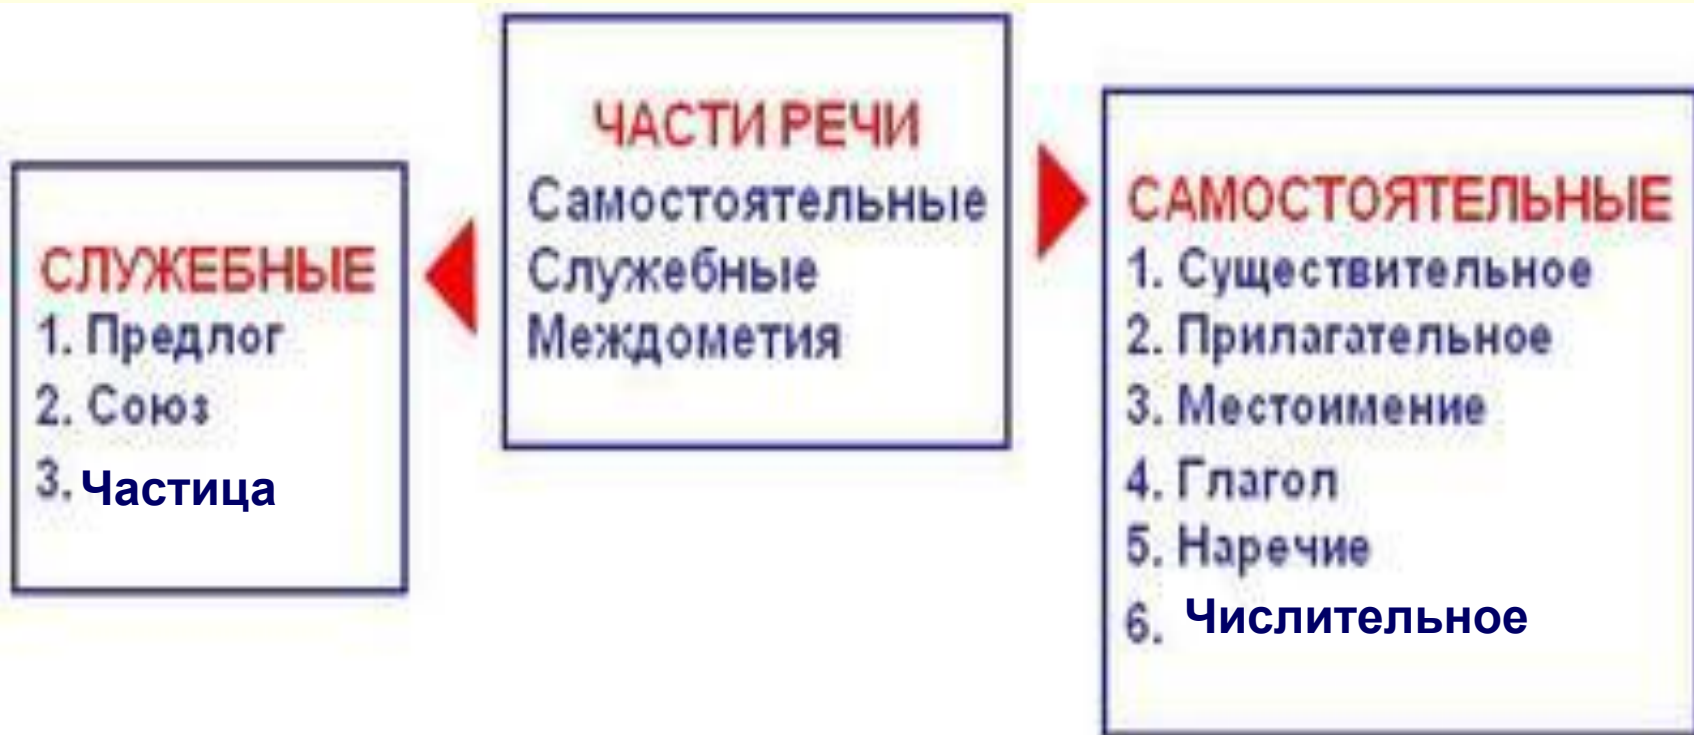 ЧАСТИ РЕЧИ
Самостоятельные
Служебные
Междометия
СЛУЖЕБНЫЕ
1. Предлог
2. Союз
3. Частица
САМОСТОЯТЕЛЬНЫЕ
1. Существительное
2. Прилагательное
3. Местоимение
4. Глагол
5. Наречие
6. Числительное